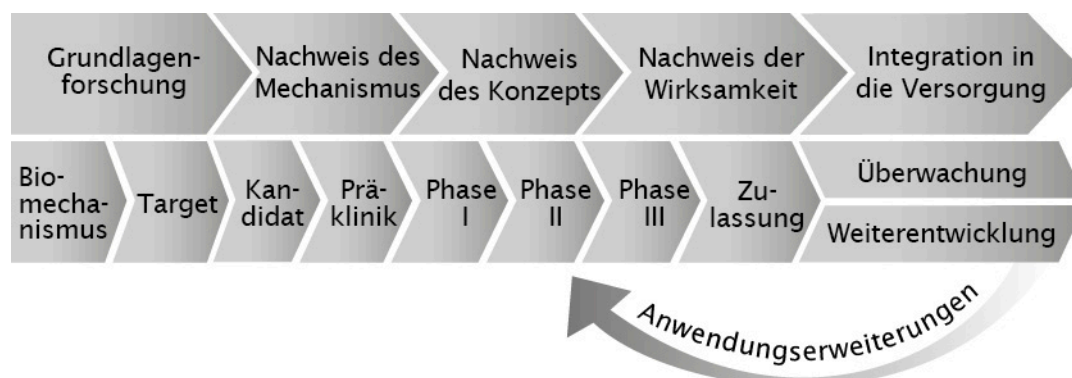 Grundlagen-
forschung
Nachweis des
Mechanismus
Nachweis
des Konzepts
Nachweis der
Wirksamkeit
Integration in
die Versorgung
Bio-
mecha-
nismus
Target
Kan-
didat
Prä-
klinik
Phase
I
Phase
II
Phase
III
Zu-
lassung
Überwachung
Weiterentwicklung
Anwendungserweiterungen